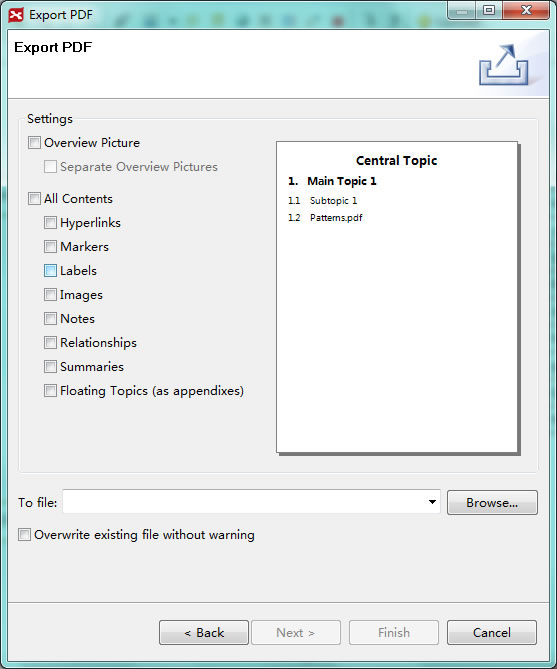 Export PDF
Export PDF
Settings
Overview Picture
Separate Overview Pictures
All Contents
Hyperlinks
Markers
Labels
Images
Notes
Relationships
Summaries
Floating Topics (as appendixes)
Central Topic
1. Main Topic 1
1.1 Subtopic 1
1.2 Patterns.pdf
To file:
Browse...
Overwrite existing file without warning
< Back Next > Finish Cancel